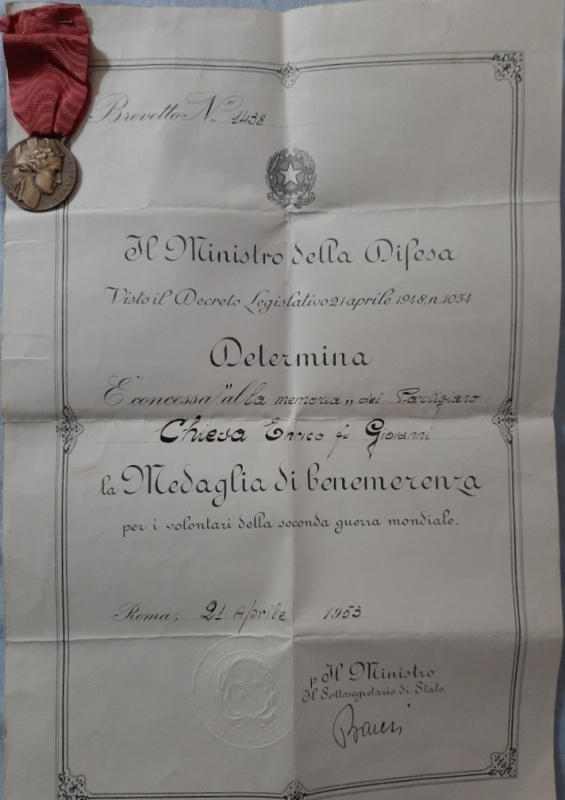 Brevetto N.º 1438
Il Ministro della Difesa
Visto il Decreto Legislativo 21 aprile 1948, n. 1054
Determina
È concessa "alla memoria" del Partigiano
Chiesa Enrico fu Giovanni
la Medaglia di benemerenza
per i volontari della seconda guerra mondiale.
Roma, 21 Aprile 1953
p. Il Ministro
Il Sottosegretario di Stato